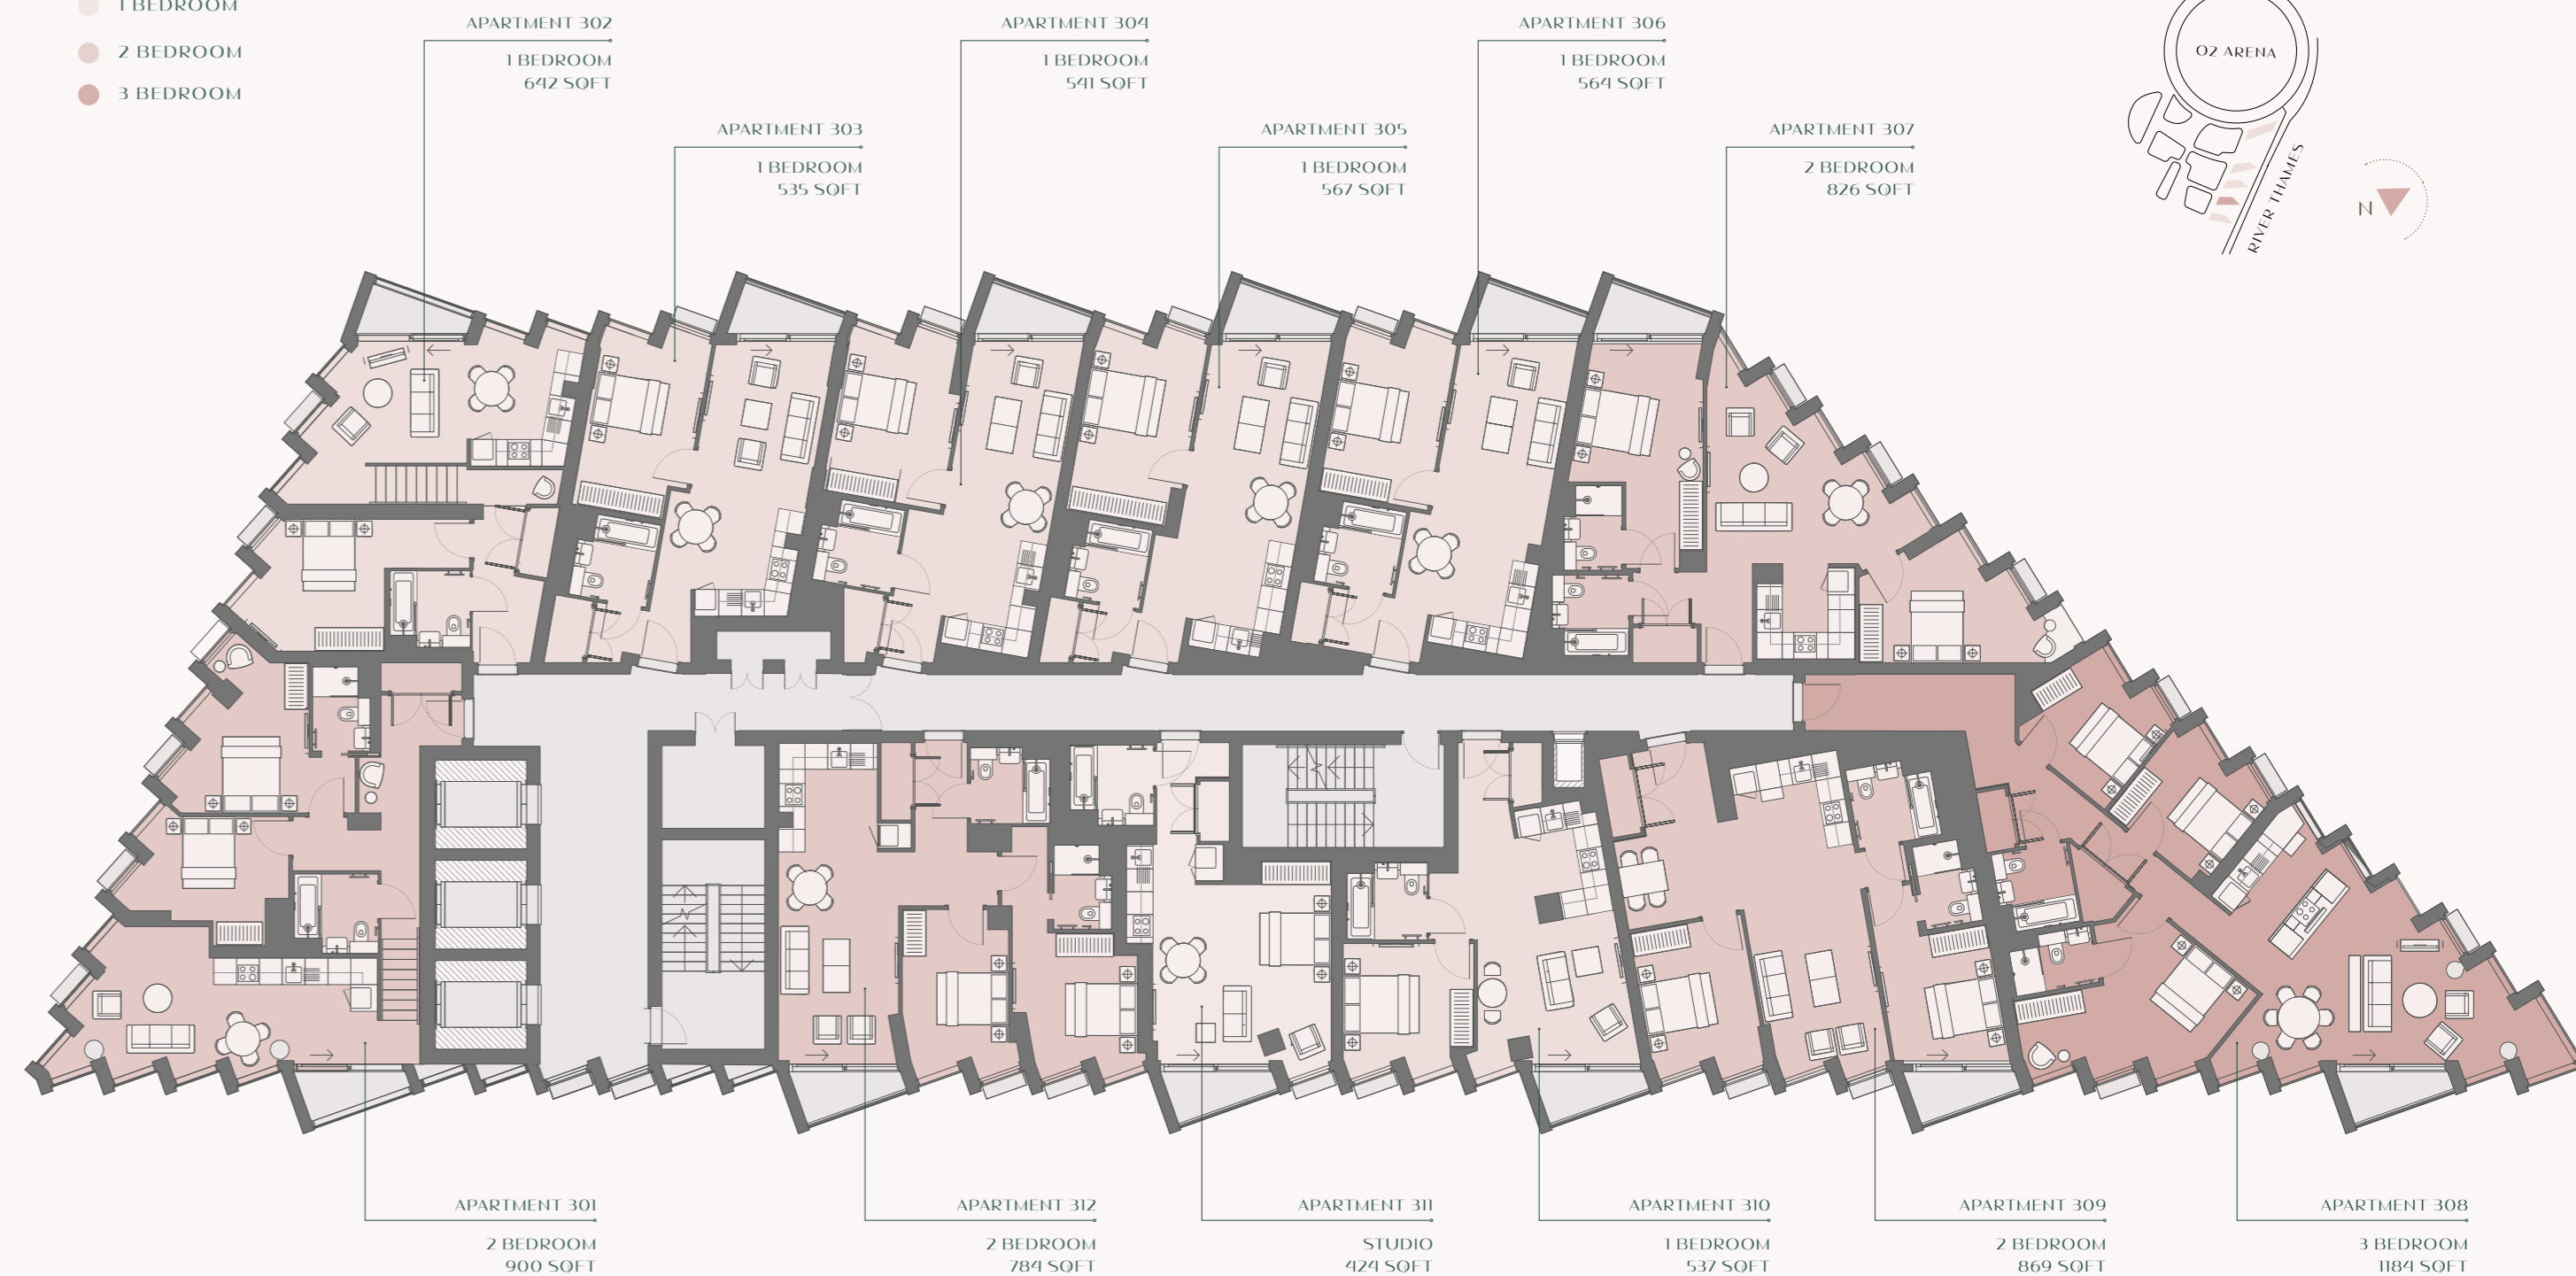 1 BEDROOM
2 BEDROOM
3 BEDROOM
APARTMENT 302
1 BEDROOM
642 SQFT
APARTMENT 303
1 BEDROOM
535 SQFT
APARTMENT 304
1 BEDROOM
541 SQFT
APARTMENT 305
1 BEDROOM
567 SQFT
APARTMENT 306
1 BEDROOM
564 SQFT
APARTMENT 307
2 BEDROOM
826 SQFT
O2 ARENA
RIVER THAMES
N
APARTMENT 301
2 BEDROOM
900 SQFT
APARTMENT 312
2 BEDROOM
784 SQFT
APARTMENT 311
STUDIO
424 SQFT
APARTMENT 310
1 BEDROOM
537 SQFT
APARTMENT 309
2 BEDROOM
869 SQFT
APARTMENT 308
3 BEDROOM
1184 SQFT